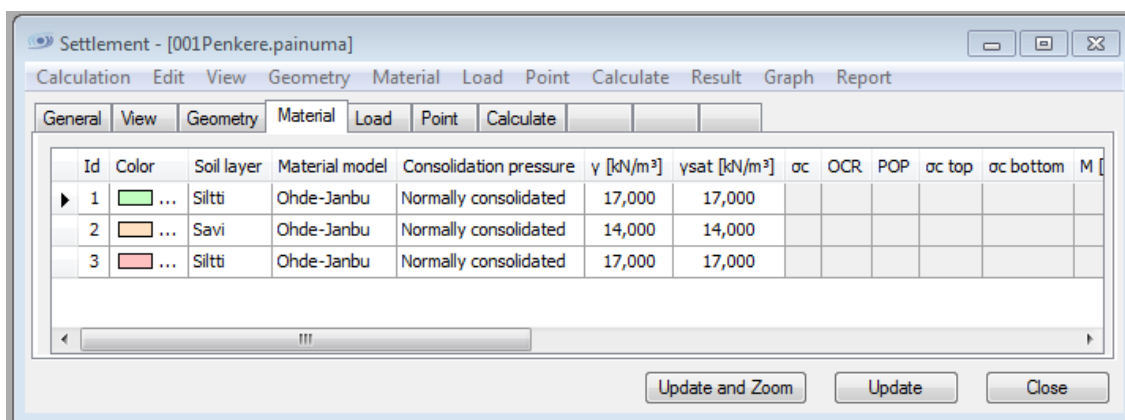 Settlement - [001Penkere.painuma]
Calculation Edit View Geometry Material Load Point Calculate Result Graph Report
General View Geometry Material Load Point Calculate
Id Color Soil layer Material model Consolidation pressure γ [kN/m³] γsat [kN/m³] σc OCR POP σc top σc bottom M [
1 ... Siltti Ohde-Janbu Normally consolidated 17,000 17,000
2 ... Savi Ohde-Janbu Normally consolidated 14,000 14,000
3 ... Siltti Ohde-Janbu Normally consolidated 17,000 17,000
Update and Zoom Update Close